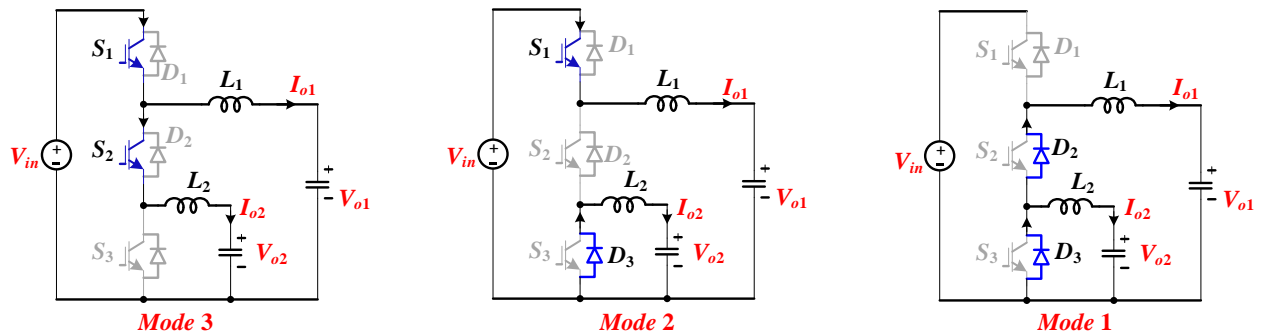 S1
D1
L1
Io1
S2
D2
Vin
L2
Io2
Vo1
S3
Vo2
Mode 3
S1
D1
L1
Io1
S2
D2
Vin
L2
Io2
Vo1
S3
D3
Vo2
Mode 2
S1
D1
L1
Io1
S2
D2
Vin
L2
Io2
Vo1
S3
D3
Vo2
Mode 1